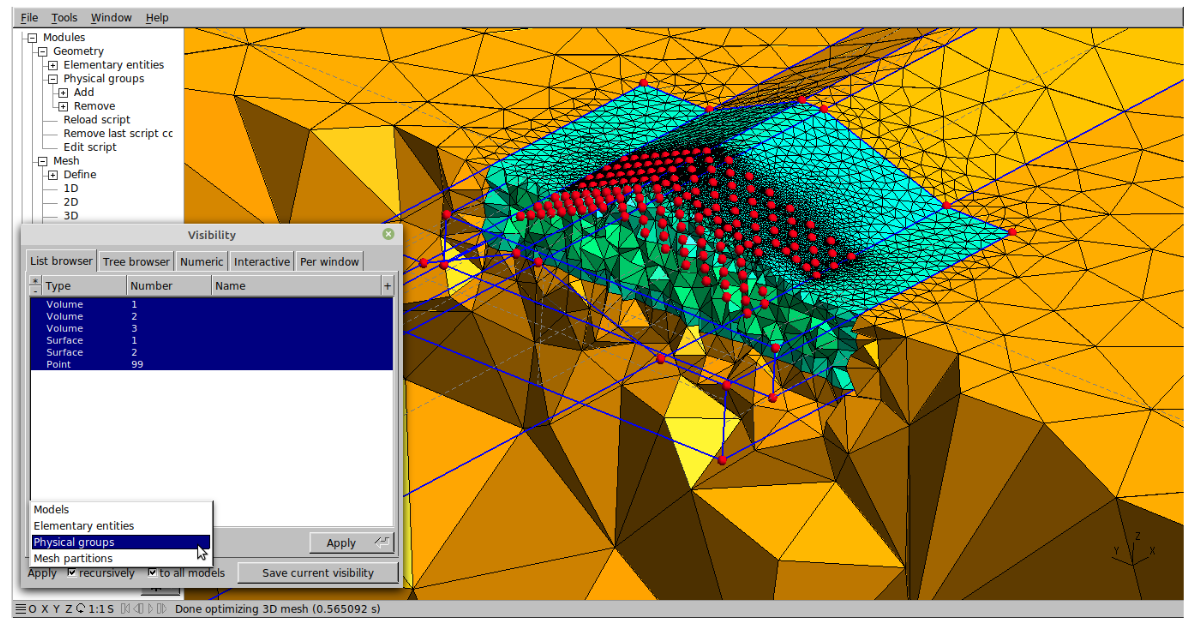 File Tools Window Help
Modules
Geometry
Elementary entities
Physical groups
Add
Remove
Reload script
Remove last script cc
Edit script
Mesh
Define
1D
2D
3D
Visibility
List browser Tree browser Numeric Interactive Per window
* Type Number Name +
-
Volume 1
Volume 2
Volume 3
Surface 1
Surface 2
Point 99
Models
Elementary entities
Physical groups
Mesh partitions
Apply
Apply recursively to all models Save current visibility
Z
Y X
O X Y Z 1:1 S Done optimizing 3D mesh (0.565092 s)